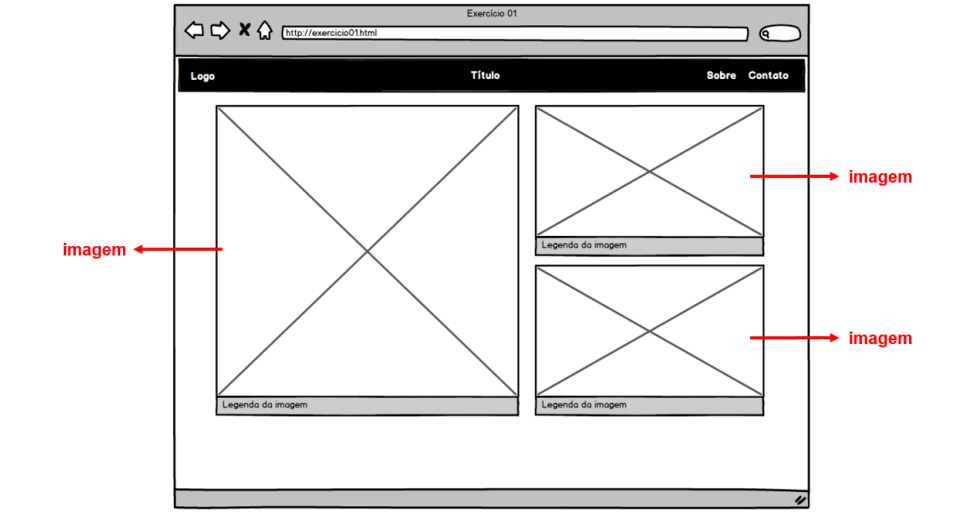 Exercício 01
http://exercicio01.html
Logo
Título
Sobre Contato
imagem
Legenda da imagem
imagem
Legenda da imagem
imagem
Legenda da imagem